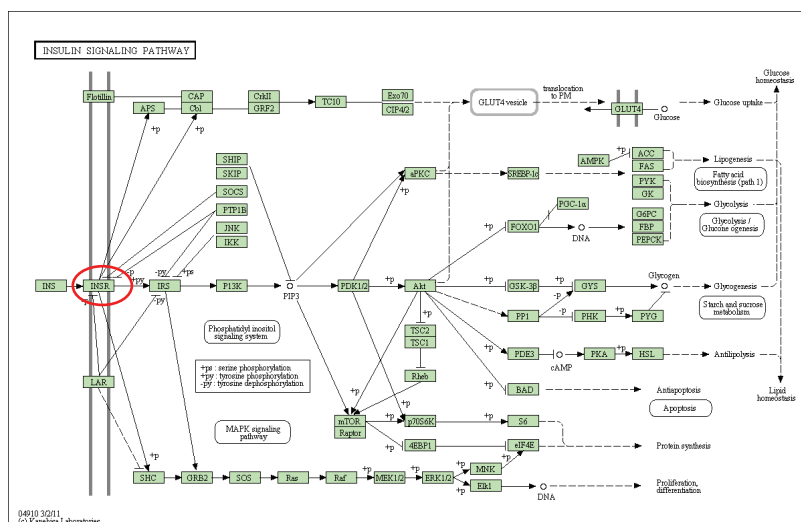 INSULIN SIGNALING PATHWAY
Flotillin
CAP
CrkII
TC10
Exo70
APS
Cbl
GRF2
CIP4/2
GLUT4 vesicle
translocation
to PM
GLUT4
Glucose
Glucose uptake
Glucose
homeostasis
+p
+p
SHIP
SKIP
SOCS
PTP1B
JNK
IKK
aPKC
+p
SREBP-1c
AMPK
+p
ACC
FAS
Lipogenesis
Fatty acid
biosynthesis (path 1)
PYK
GK
Glycolysis
PGC-1α
FOXO1
+p
DNA
G6PC
FBP
PEPCK
Glycolysis /
Glucone ogenesis
INS
INSR
-p
+py
-py
+ps
IRS
-py
-p
P13K
PIP3
PDK1/2
+p
Akt
+p
GSK-3β
-p
+p
GYS
Glycogen
Glycogenesis
PP1
-p
PHK
+p
PYG
Starch and sucrose
metabolism
Phosphatidyl inositol
signaling system
+p
TSC2
TSC1
+p
PDE3
cAMP
PKA
+p
HSL
Antilipolysis
+ps : serine phosphorylation
+py : tyrosine phosphorylation
-py : tyrosine dephosphorylation
LAR
Rheb
+p
BAD
Antiapoptosis
Apoptosis
Lipid
homeostasis
MAPK signaling
pathway
+p
mTOR
Raptor
+p
p70S6K
+p
S6
+p
4EBP1
+p
eIF4E
Protein synthesis
+p
SHC
GRB2
SOS
Ras
Raf
+p
MEK1/2
+p
ERK1/2
+p
MNK
+p
+p
Elk1
DNA
Proliferation,
differentiation
04910 3/2/11
(c) Kanehisa Laboratories